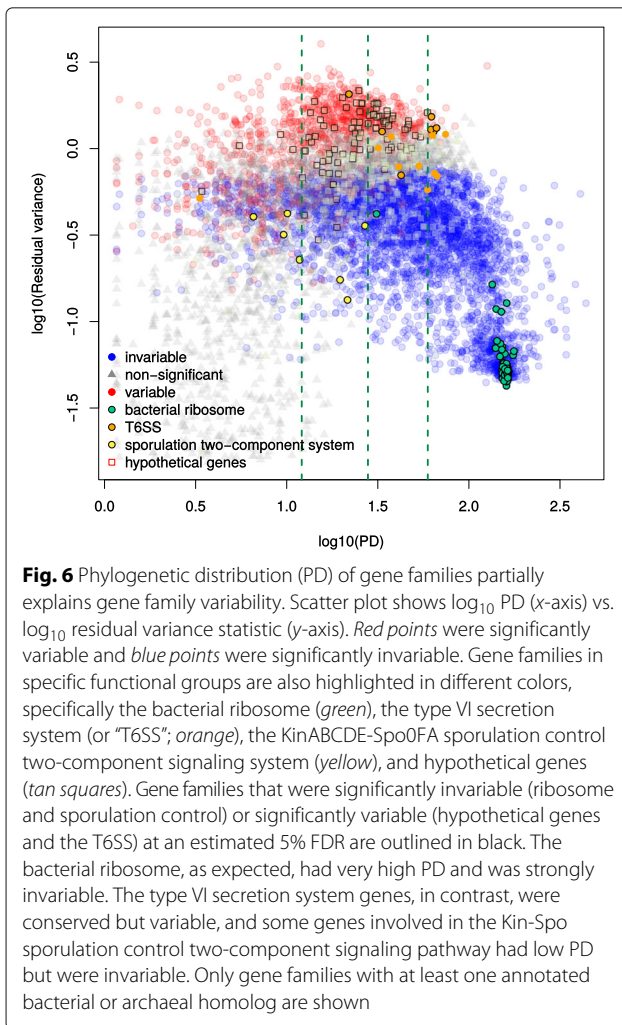 log10(Residual variance)
0.5
0.0
−0.5
−1.0
−1.5
invariable
non−significant
variable
bacterial ribosome
T6SS
sporulation two−component system
hypothetical genes
0.0 0.5 1.0 1.5 2.0 2.5
log10(PD)
Fig. 6 Phylogenetic distribution (PD) of gene families partially
explains gene family variability. Scatter plot shows log10 PD (x-axis) vs.
log10 residual variance statistic (y-axis). Red points were significantly
variable and blue points were significantly invariable. Gene families in
specific functional groups are also highlighted in different colors,
specifically the bacterial ribosome (green), the type VI secretion
system (or “T6SS”; orange), the KinABCDE-Spo0FA sporulation control
two-component signaling system (yellow), and hypothetical genes
(tan squares). Gene families that were significantly invariable (ribosome
and sporulation control) or significantly variable (hypothetical genes
and the T6SS) at an estimated 5% FDR are outlined in black. The
bacterial ribosome, as expected, had very high PD and was strongly
invariable. The type VI secretion system genes, in contrast, were
conserved but variable, and some genes involved in the Kin-Spo
sporulation control two-component signaling pathway had low PD
but were invariable. Only gene families with at least one annotated
bacterial or archaeal homolog are shown